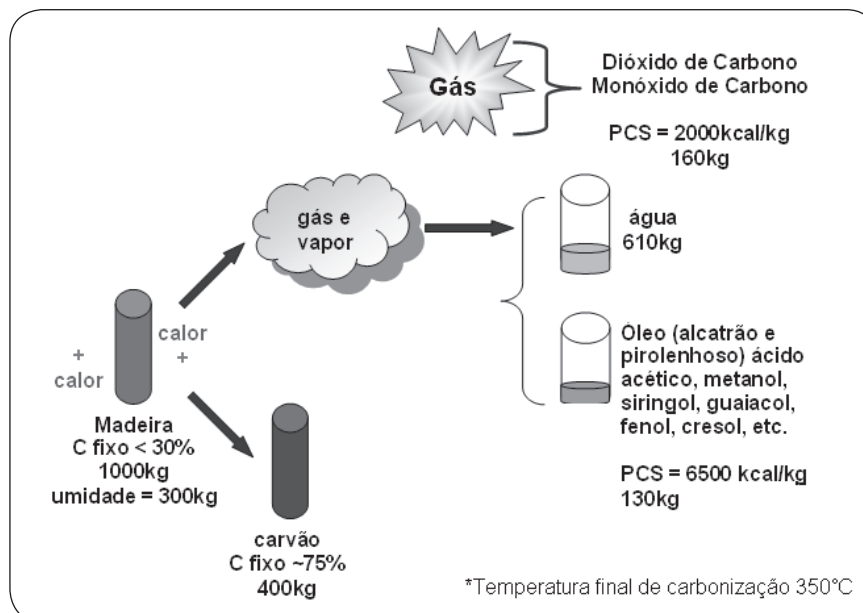 Gás
Dióxido de Carbono
Monóxido de Carbono
PCS = 2000kcal/kg
160kg
gás e
vapor
água
610kg
calor
+
+
calor
Óleo (alcatrão e
pirolenhoso) ácido
acético, metanol,
siringol, guaiacol,
fenol, cresol, etc.
PCS = 6500 kcal/kg
130kg
Madeira
C fixo < 30%
1000kg
umidade = 300kg
carvão
C fixo ~75%
400kg
*Temperatura final de carbonização 350°C